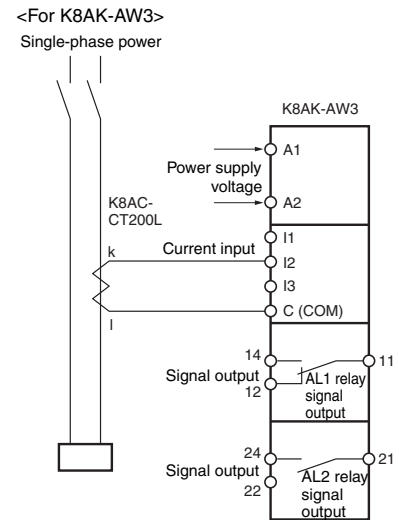 <For K8AK-AW3>
Single-phase power
K8AK-AW3
A1
Power supply
voltage
A2
K8AC-
CT200L
I1
k
Current input
I2
I3
C (COM)
l
14
11
Signal output
AL1 relay
12
signal
output
24
21
Signal output
AL2 relay
22
signal
output